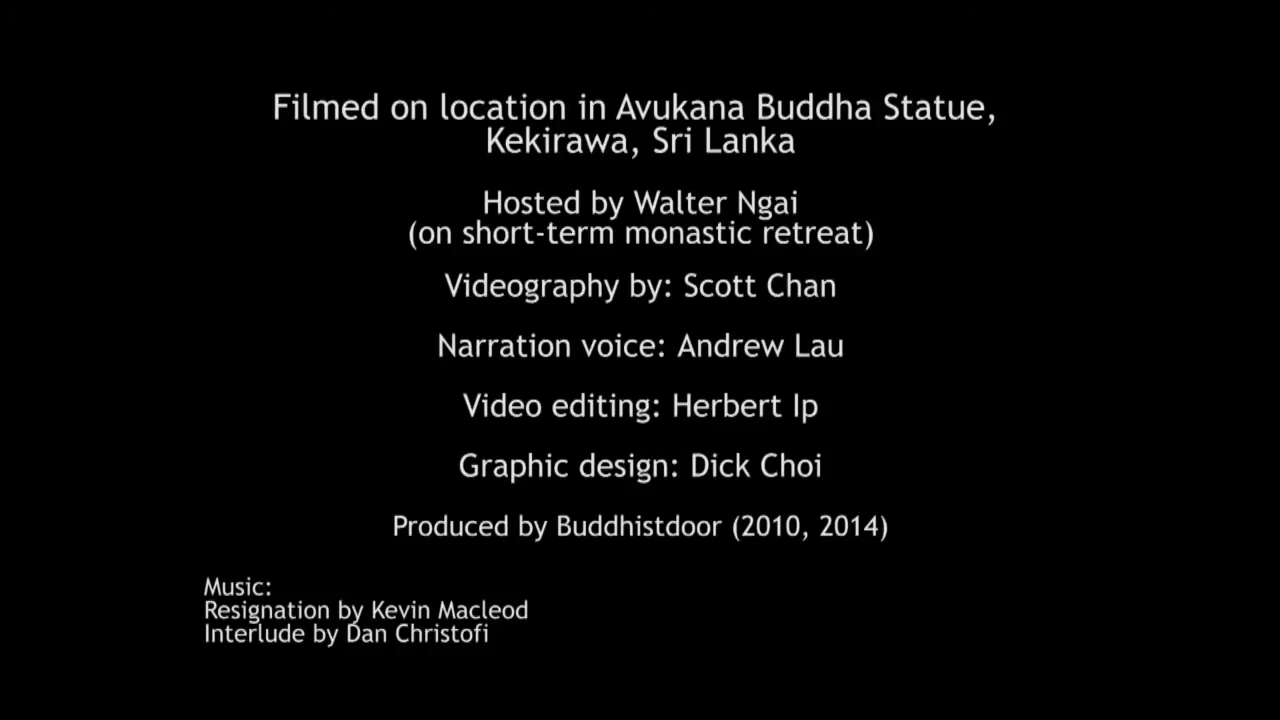 Filmed on location in Avukana Buddha Statue,
Kekirawa, Sri Lanka
Hosted by Walter Ngai
(on short-term monastic retreat)
Videography by: Scott Chan
Narration voice: Andrew Lau
Video editing: Herbert Ip
Graphic design: Dick Choi
Produced by Buddhistdoor (2010, 2014)
Music:
Resignation by Kevin Macleod
Interlude by Dan Christofi